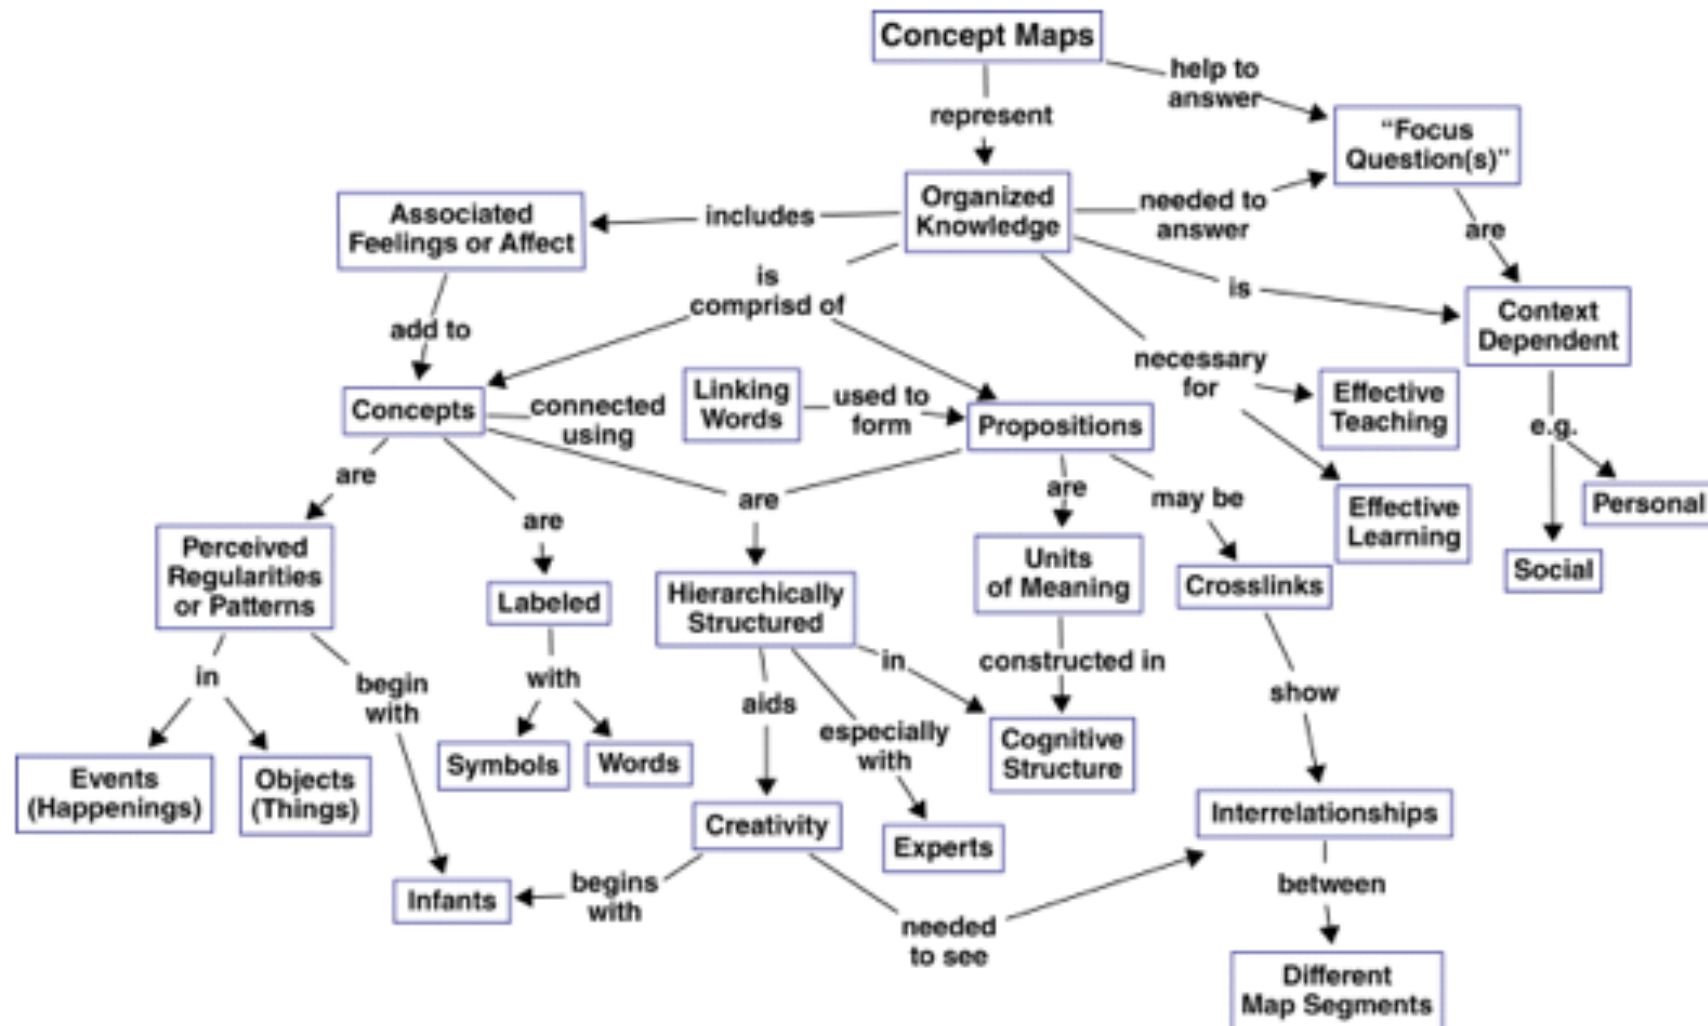 Concept Maps
help to
answer
represent
“Focus
Question(s)”
Organized
Knowledge
needed to
answer
are
includes
Associated
Feelings or Affect
is
comprisd of
is
Context
Dependent
add to
necessary
for
Effective
Teaching
Linking
Words
used to
form
Concepts
connected
using
Propositions
e.g.
are
are
are
are
may be
Effective
Learning
Personal
Social
Perceived
Regularities
or Patterns
Labeled
Hierarchically
Structured
Units
of Meaning
Crosslinks
in
begin
with
with
aids
in
constructed in
show
especially
with
Events
(Happenings)
Objects
(Things)
Symbols
Words
Cognitive
Structure
Creativity
Experts
Interrelationships
Infants
begins
with
needed
to see
between
Different
Map Segments